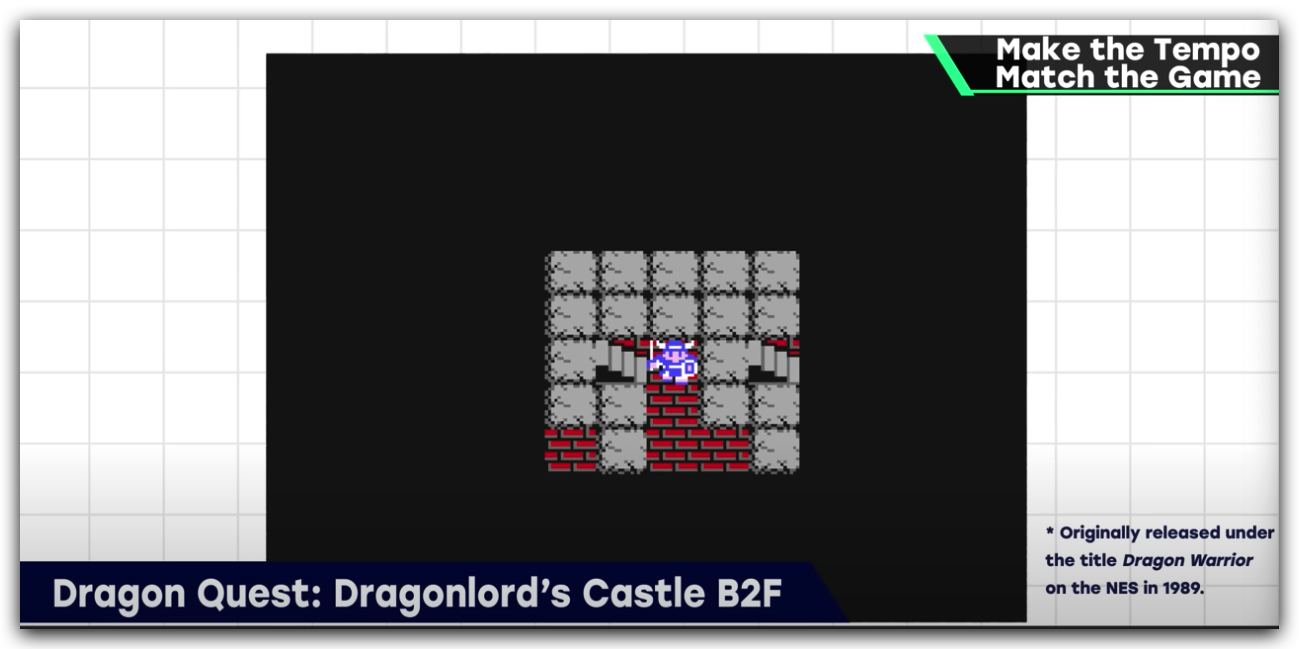 Make the Tempo
Match the Game
* Originally released under
the title Dragon Warrior
on the NES in 1989.
Dragon Quest: Dragonlord’s Castle B2F